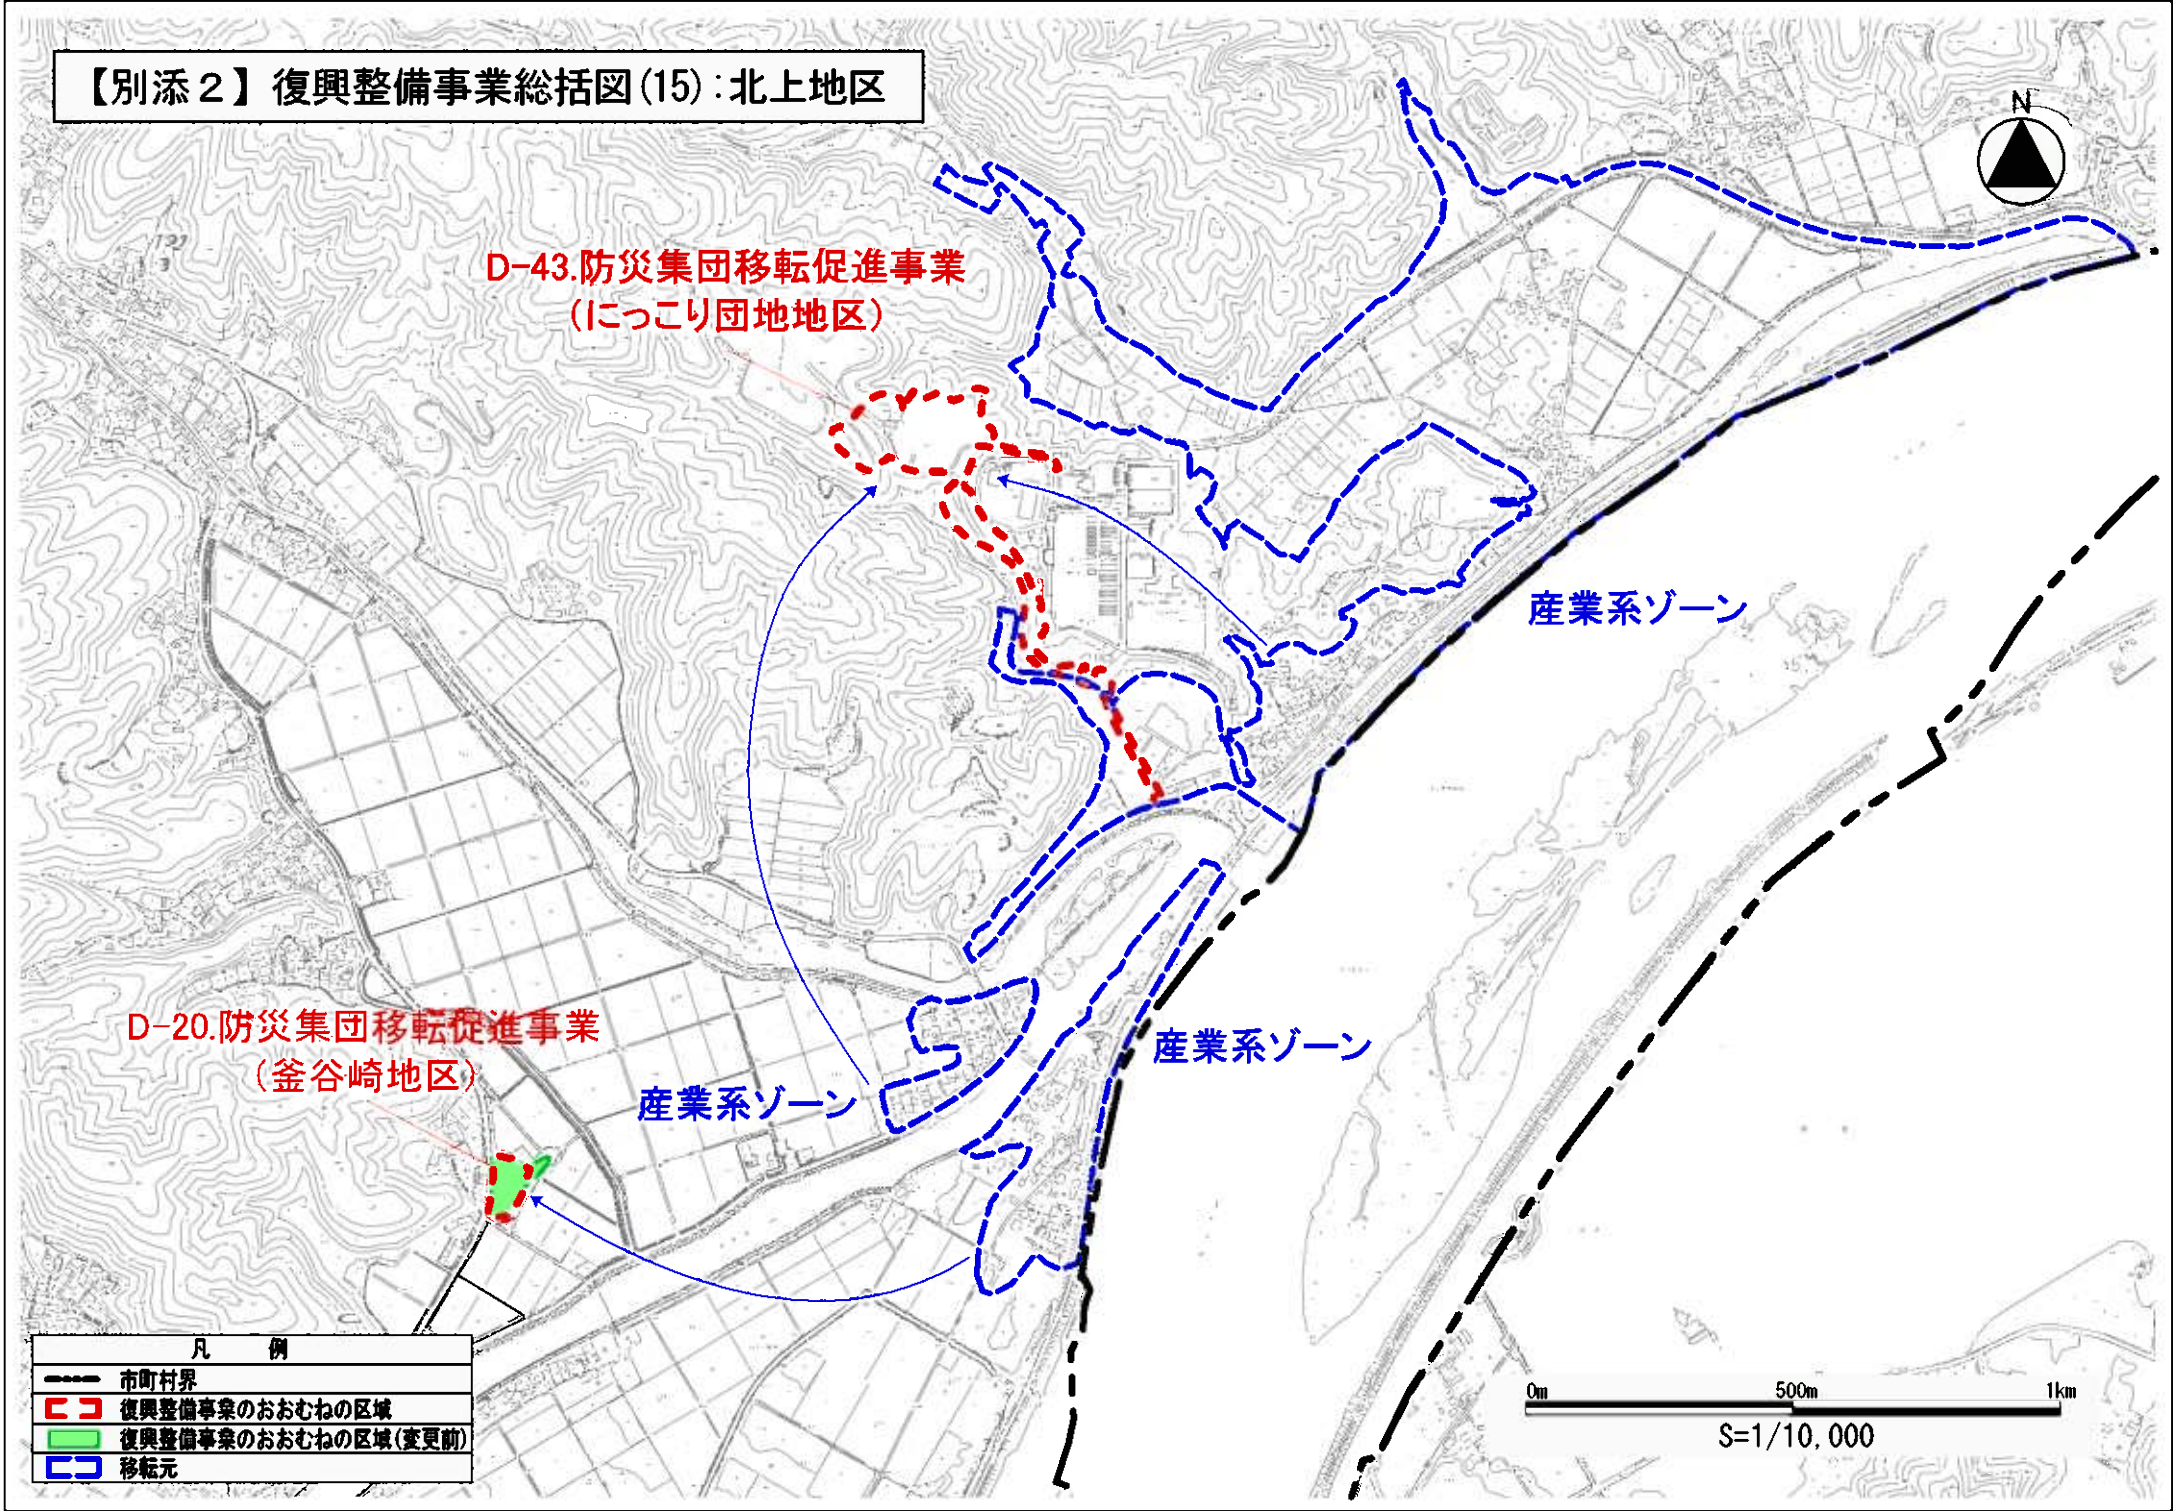 【別添２】復興整備事業総括図(15):北上地区
N
D-43.防災集団移転促進事業
(にっこり団地地区)
産業系ゾーン
D-20.防災集団移転促進事業
(釜谷崎地区)
産業系ゾーン
産業系ゾーン
凡 例
市町村界
復興整備事業のおおむねの区域
復興整備事業のおおむねの区域(変更前)
移転元
0m 500m 1km
S=1/10,000